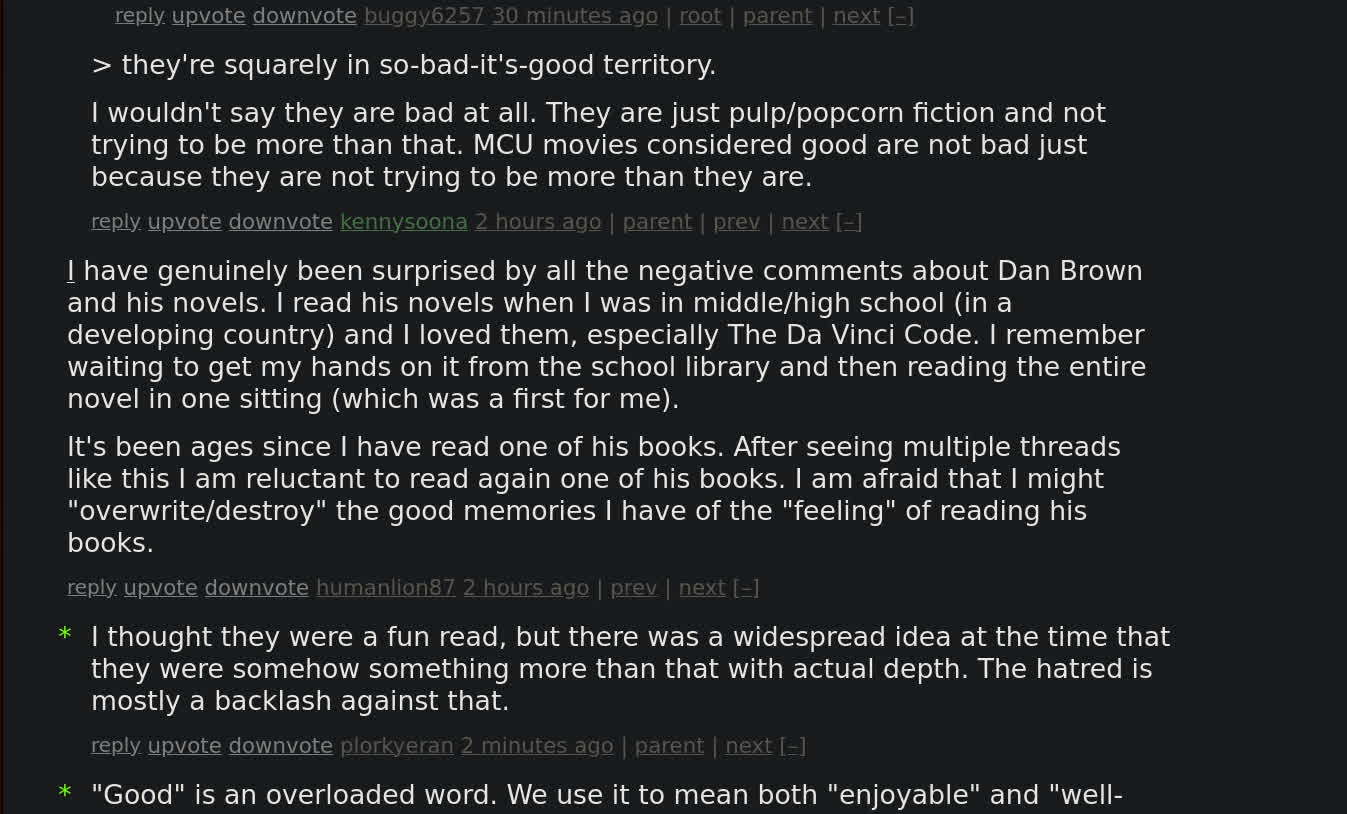 reply upvote downvote buggy6257 30 minutes ago | root | parent | next [–]
> they're squarely in so-bad-it's-good territory.
I wouldn't say they are bad at all. They are just pulp/popcorn fiction and not
trying to be more than that. MCU movies considered good are not bad just
because they are not trying to be more than they are.
reply upvote downvote kennysoona 2 hours ago | parent | prev | next [–]
I have genuinely been surprised by all the negative comments about Dan Brown
and his novels. I read his novels when I was in middle/high school (in a
developing country) and I loved them, especially The Da Vinci Code. I remember
waiting to get my hands on it from the school library and then reading the entire
novel in one sitting (which was a first for me).
It's been ages since I have read one of his books. After seeing multiple threads
like this I am reluctant to read again one of his books. I am afraid that I might
"overwrite/destroy" the good memories I have of the "feeling" of reading his
books.
reply upvote downvote humanlion87 2 hours ago | prev | next [–]
* I thought they were a fun read, but there was a widespread idea at the time that
they were somehow something more than that with actual depth. The hatred is
mostly a backlash against that.
reply upvote downvote plorkyeran 2 minutes ago | parent | next [–]
* "Good" is an overloaded word. We use it to mean both "enjoyable" and "well-